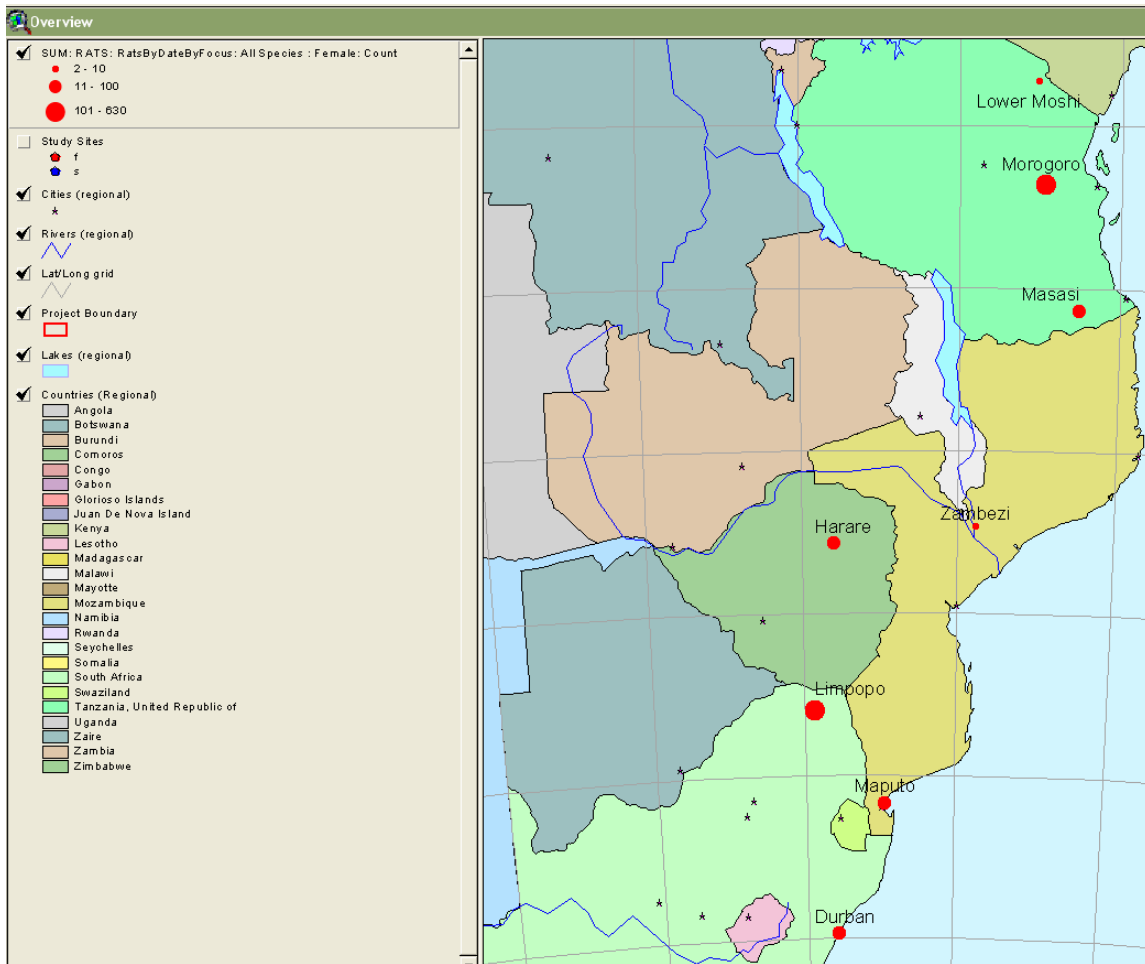 Overview
SUM: RATS: RatsByDateByFocus: All Species : Female: Count
2 - 10
11 - 100
101 - 630
Study Sites
f
s
Cities (regional)
Rivers (regional)
Lat/Long grid
Project Boundary
Lakes (regional)
Countries (Regional)
Angola
Botswana
Burundi
Comoros
Congo
Gabon
Glorioso Islands
Juan De Nova Island
Kenya
Lesotho
Madagascar
Malawi
Mayotte
Mozambique
Namibia
Rwanda
Seychelles
Somalia
South Africa
Swaziland
Tanzania, United Republic of
Uganda
Zaire
Zambia
Zimbabwe
Lower Moshi
Morogoro
Masasi
Zambezi
Harare
Limpopo
Maputo
Durban